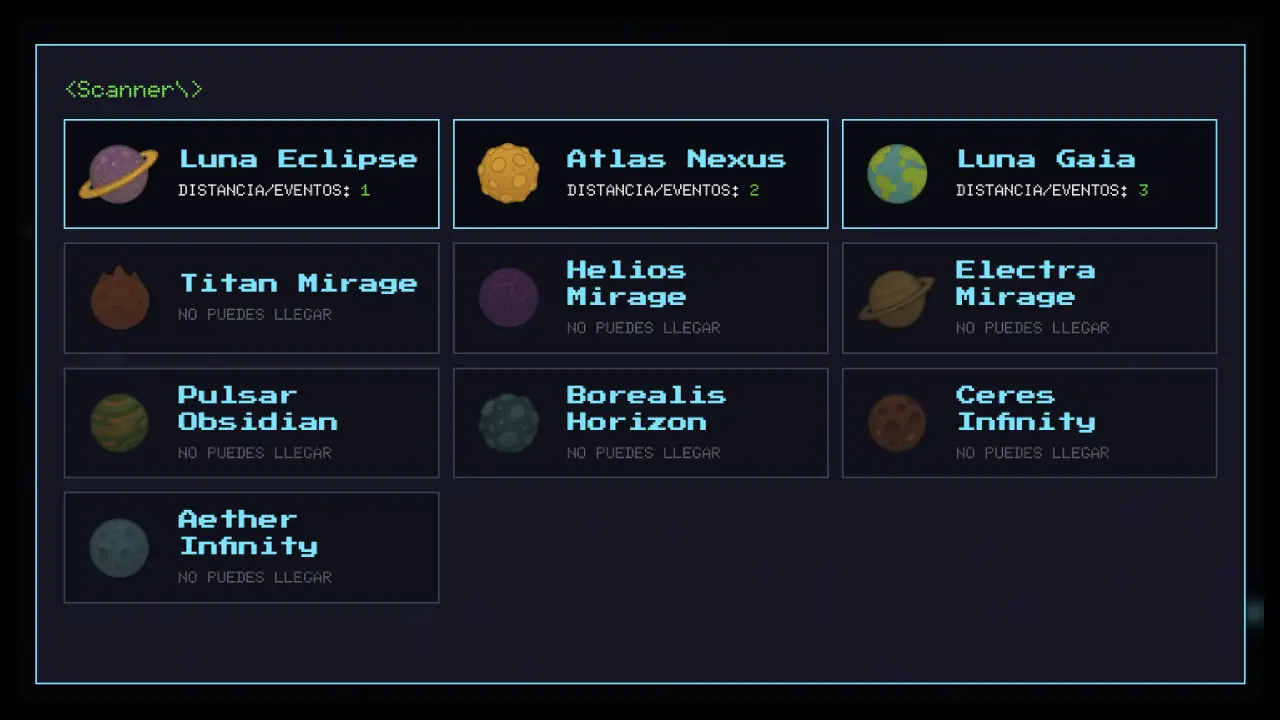 <Scanner\>
Luna Eclipse
DISTANCIA/EVENTOS: 1
Atlas Nexus
DISTANCIA/EVENTOS: 2
Luna Gaia
DISTANCIA/EVENTOS: 3
Titan Mirage
NO PUEDES LLEGAR
Helios
Mirage
NO PUEDES LLEGAR
Electra
Mirage
NO PUEDES LLEGAR
Pulsar
Obsidian
NO PUEDES LLEGAR
Borealis
Horizon
NO PUEDES LLEGAR
Ceres
Infinity
NO PUEDES LLEGAR
Aether
Infinity
NO PUEDES LLEGAR